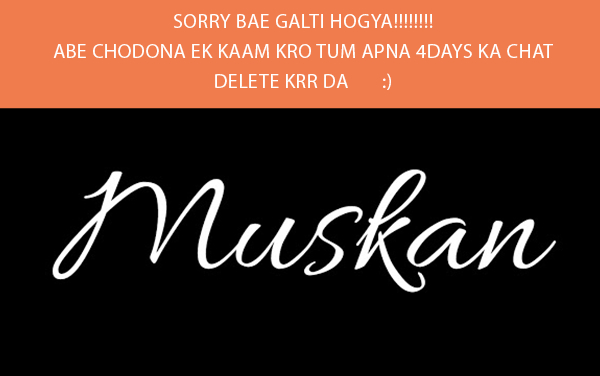 SORRY BAE GALTI HOGYA!!!!!!!!
ABE CHODONA EK KAAM KRO TUM APNA 4DAYS KA CHAT
DELETE KRR DA :)
Muskan